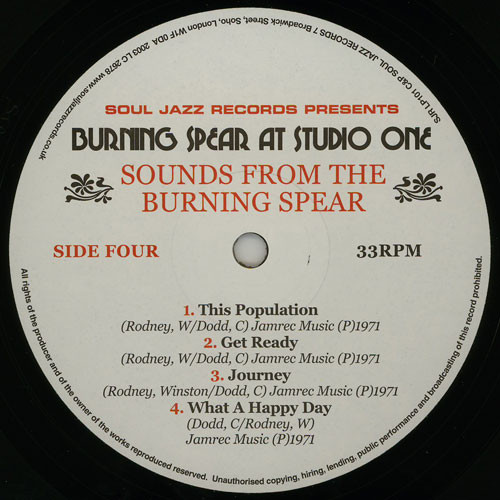 SJR LP101 C&P SOUL JAZZ RECORDS 7 Broadwick Street, Soho, London W1F 0DA 2003 LC 2678 www.souljazzrecords.co.uk
SOUL JAZZ RECORDS PRESENTS
BURNING SPEAR AT STUDIO ONE
SOUNDS FROM THE
BURNING SPEAR
SIDE FOUR
33RPM
1. This Population
(Rodney, W/Dodd, C) Jamrec Music (P)1971
2. Get Ready
(Rodney, W/Dodd, C) Jamrec Music (P)1971
3. Journey
(Rodney, Winston/Dodd, C) Jamrec Music (P)1971
4. What A Happy Day
(Dodd, C/Rodney, W)
Jamrec Music (P)1971
All rights of the producer and of the owner of the works reproduced reserved. Unauthorised copying, hiring, lending, public performance and broadcasting of this record prohibited.